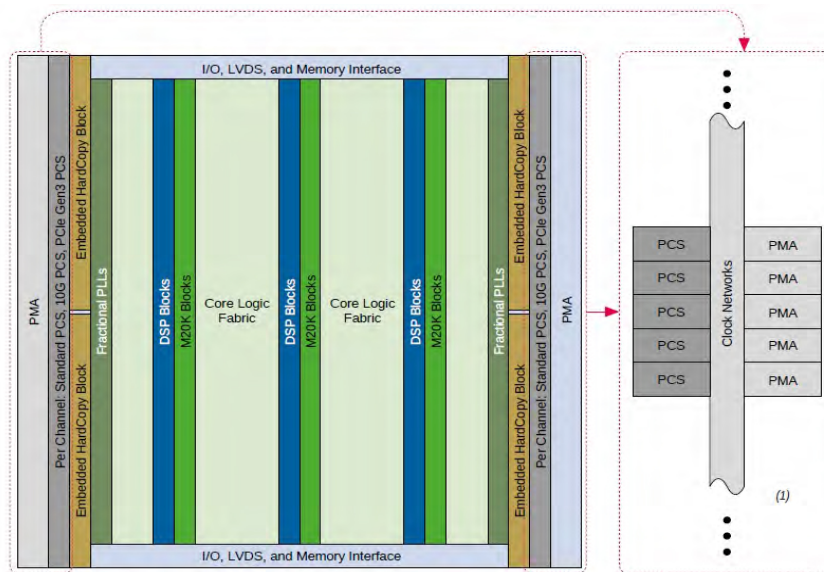 I/O, LVDS, and Memory Interface
PMA
Per Channel: Standard PCS, 10G PCS, PCIe Gen3 PCS
Embedded HardCopy Block
Embedded HardCopy Block
Fractional PLLs
DSP Blocks
M20K Blocks
Core Logic
Fabric
DSP Blocks
M20K Blocks
Core Logic
Fabric
DSP Blocks
M20K Blocks
Fractional PLLs
Embedded HardCopy Block
Embedded HardCopy Block
Per Channel: Standard PCS, 10G PCS, PCIe Gen3 PCS
PMA
I/O, LVDS, and Memory Interface
PCS
PCS
PCS
PCS
PCS
Clock Networks
PMA
PMA
PMA
PMA
PMA
(1)